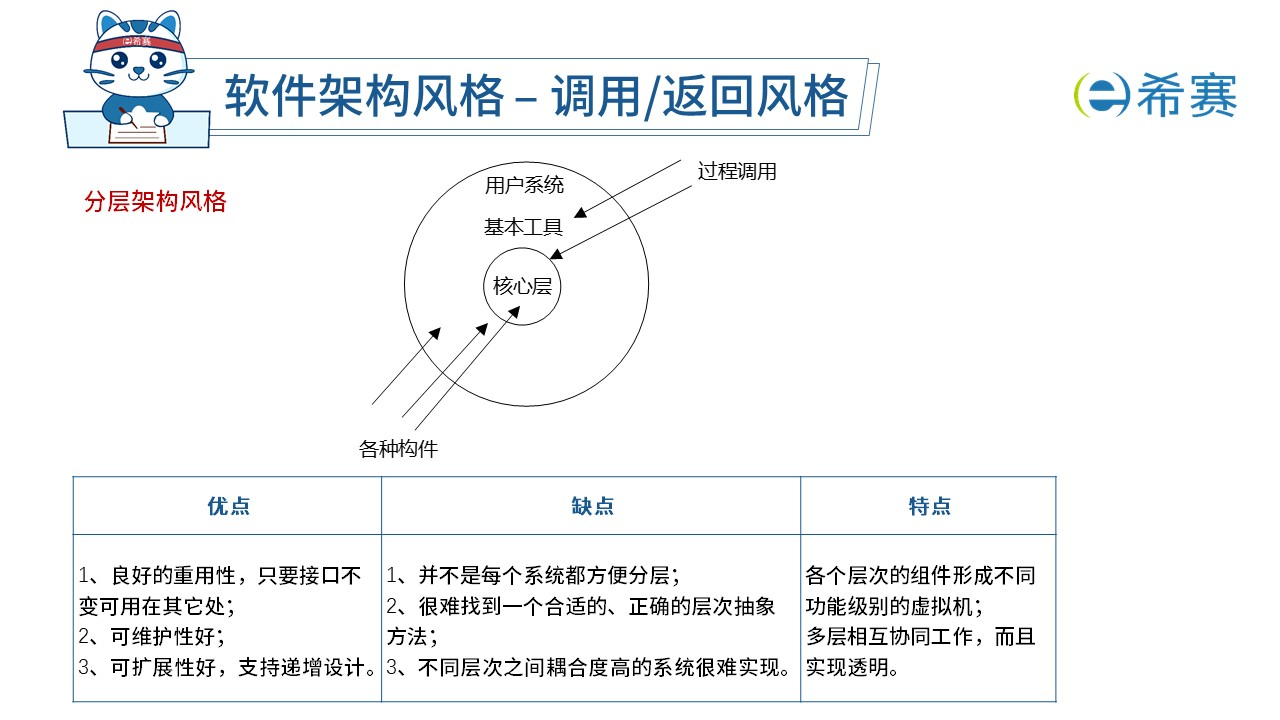 希赛
软件架构风格 – 调用/返回风格
希赛
分层架构风格
过程调用
用户系统
基本工具
核心层
各种构件
优点
缺点
特点
1、良好的重用性，只要接口不
变可用在其它处；
2、可维护性好；
3、可扩展性好，支持递增设计。
1、并不是每个系统都方便分层；
2、很难找到一个合适的、正确的层次抽象
方法；
3、不同层次之间耦合度高的系统很难实现。
各个层次的组件形成不同
功能级别的虚拟机；
多层相互协同工作，而且
实现透明。